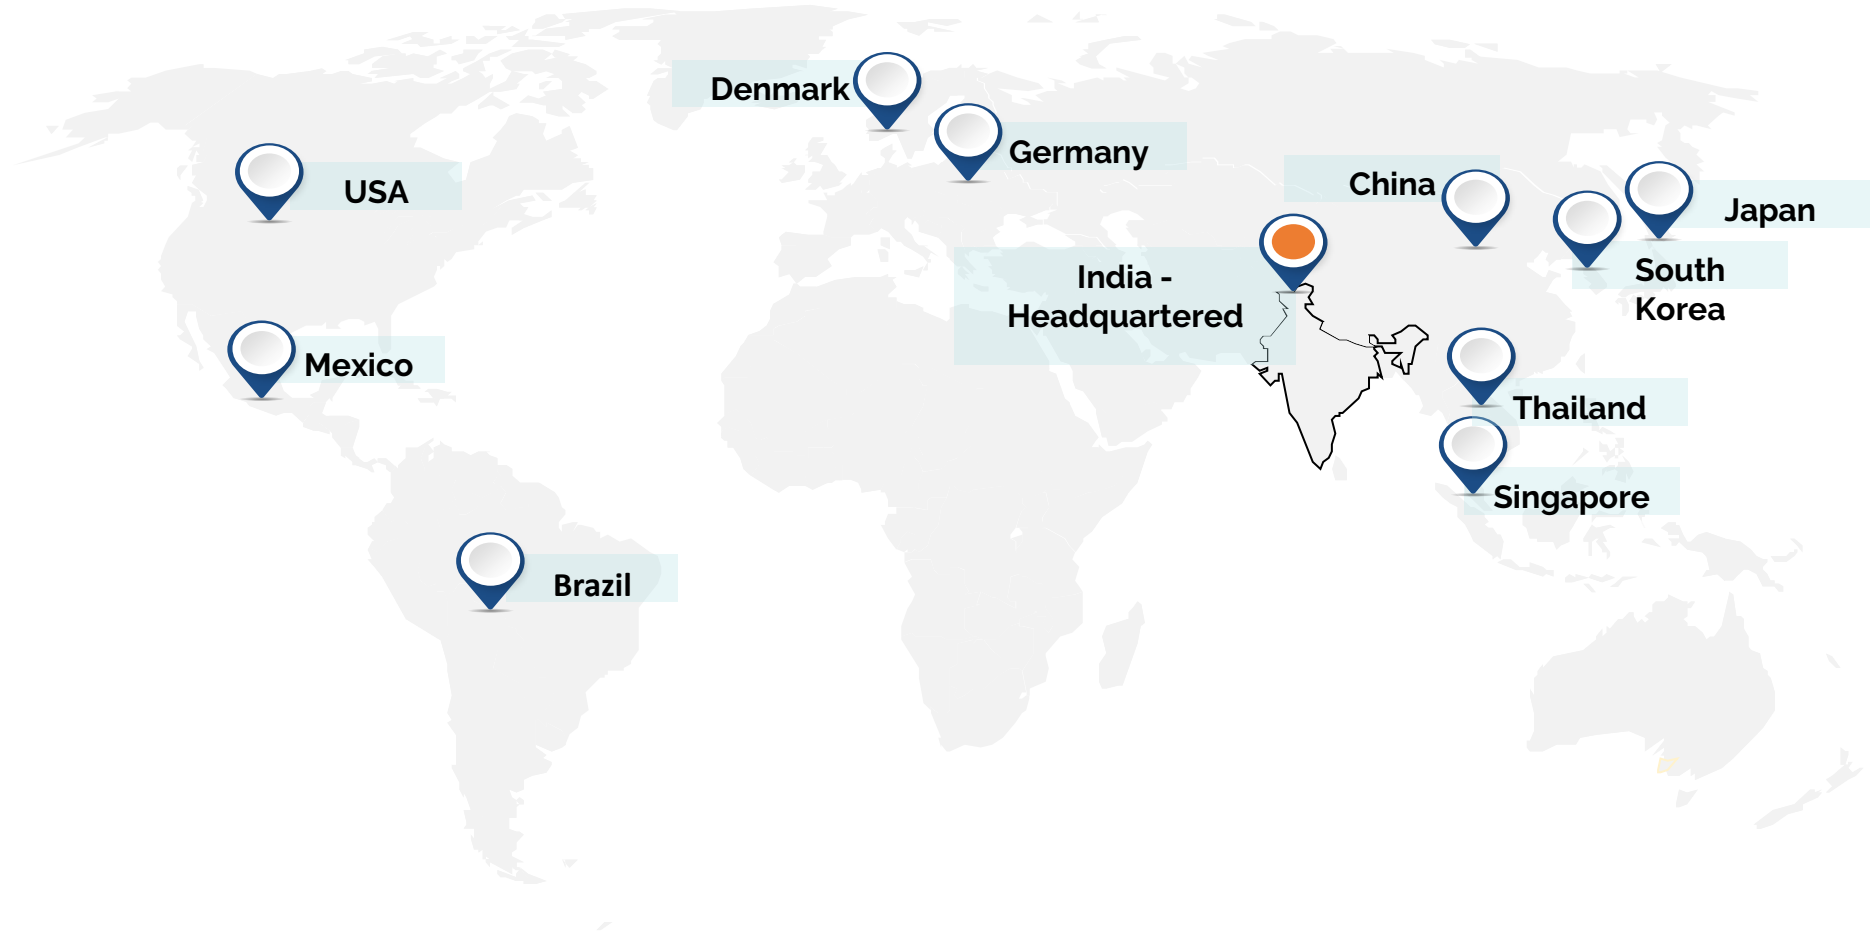 Denmark
Germany
USA
China
Japan
India -
Headquartered
South
Korea
Mexico
Thailand
Singapore
Brazil